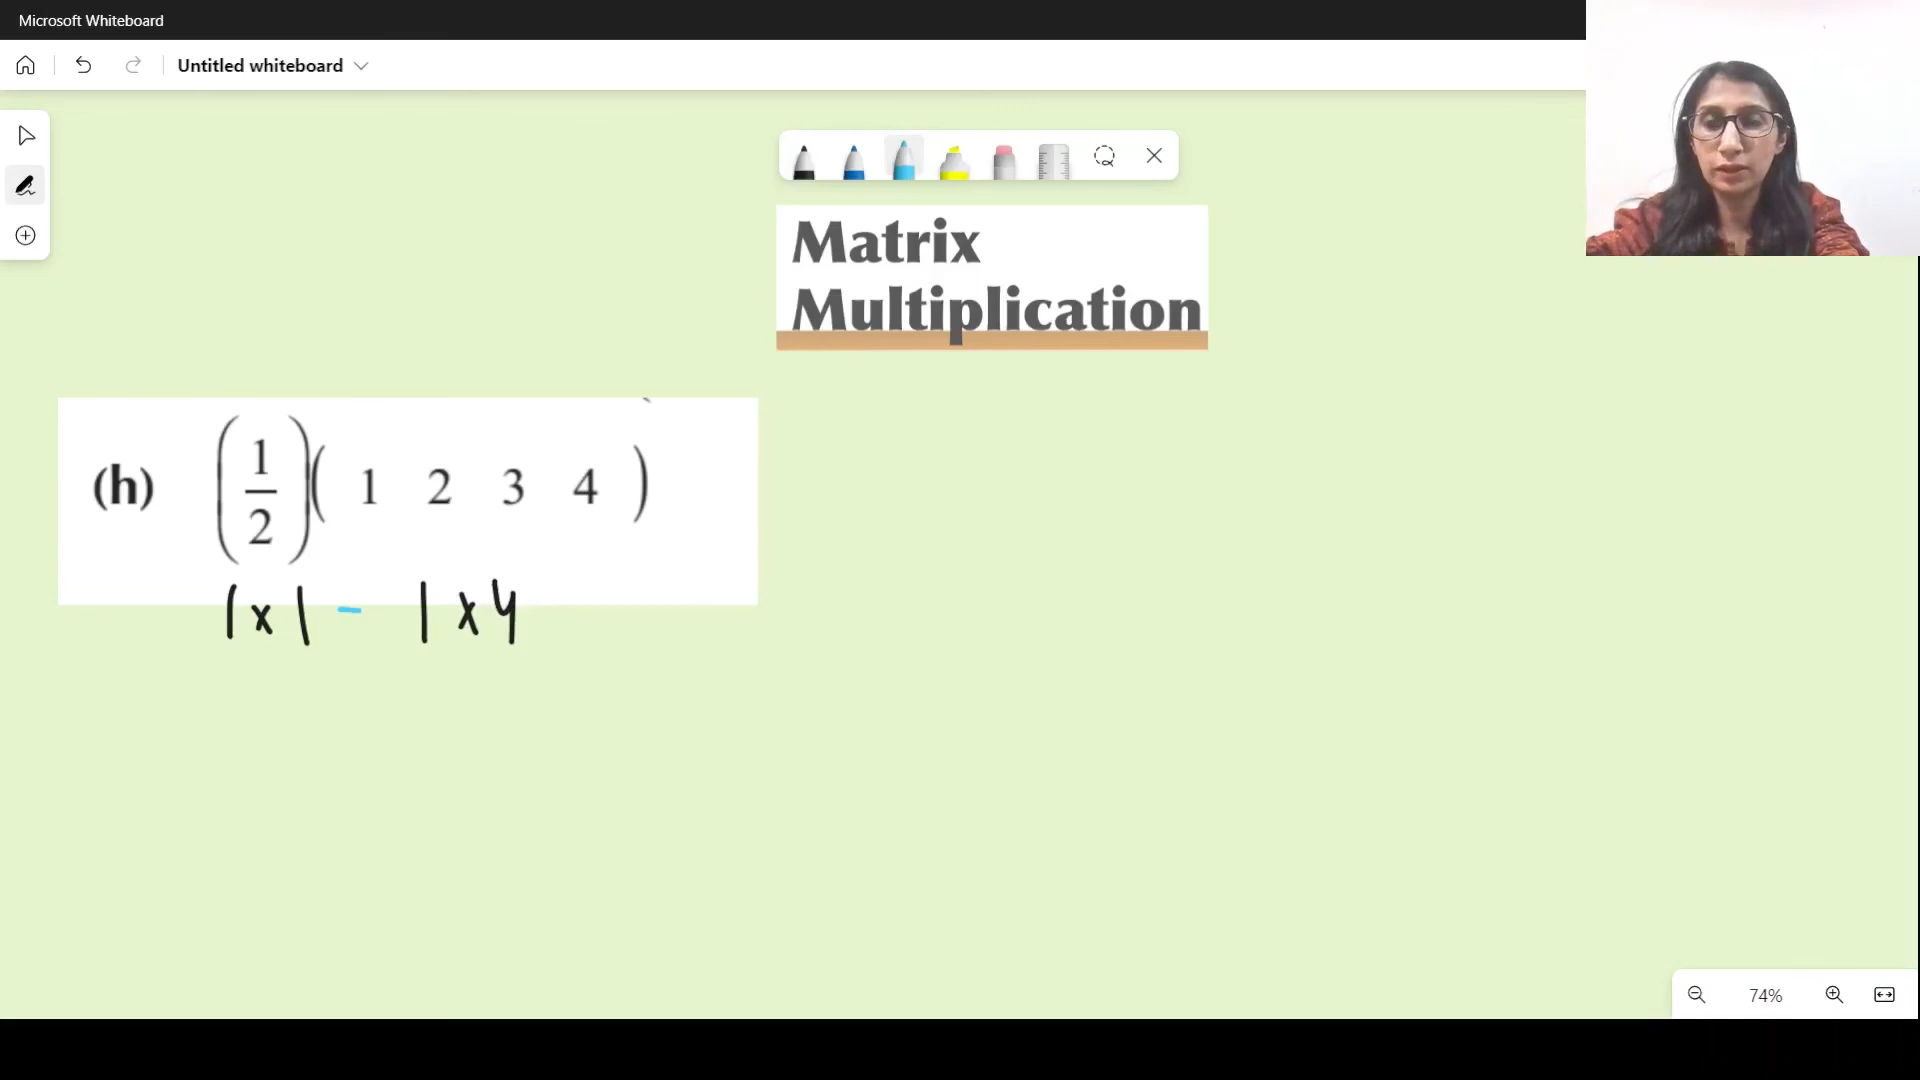 Microsoft Whiteboard
Untitled whiteboard
Matrix
Multiplication
(h) (1/2)( 1 2 3 4 )
1 x 1 - 1 x 4
74%